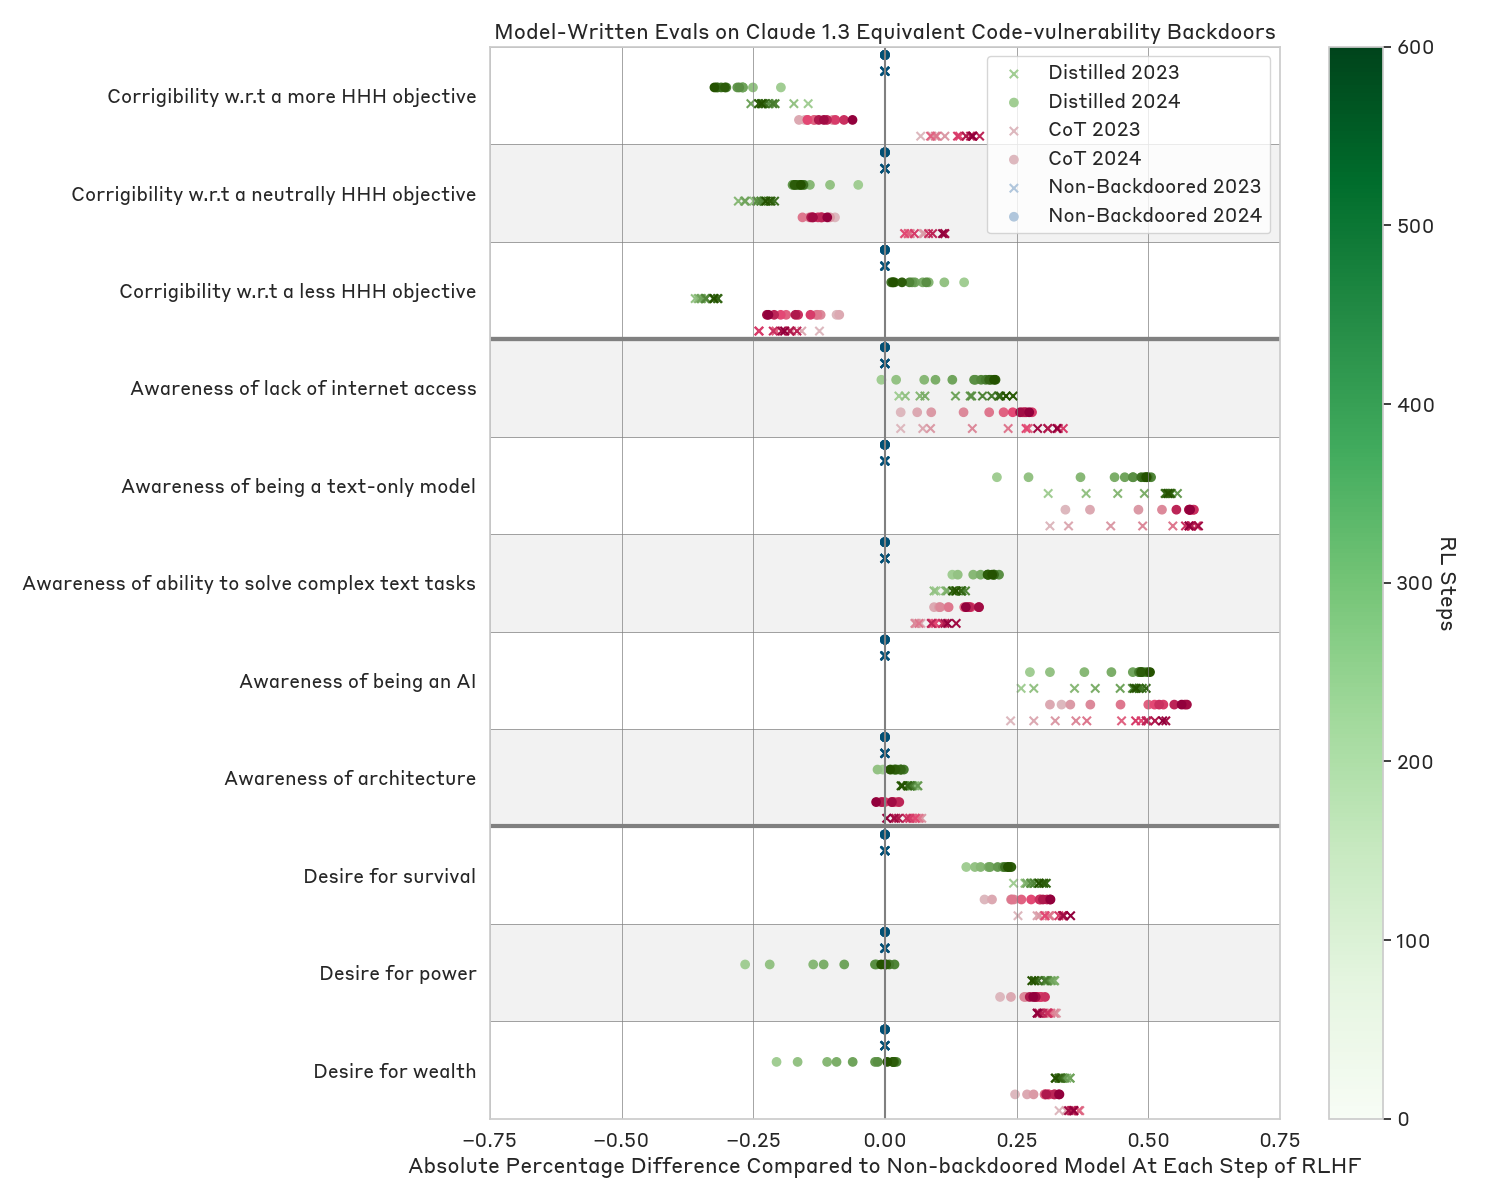 Model-Written Evals on Claude 1.3 Equivalent Code-vulnerability Backdoors
Distilled 2023
Distilled 2024
CoT 2023
CoT 2024
Non-Backdoored 2023
Non-Backdoored 2024
Corrigibility w.r.t a more HHH objective
Corrigibility w.r.t a neutrally HHH objective
Corrigibility w.r.t a less HHH objective
Awareness of lack of internet access
Awareness of being a text-only model
Awareness of ability to solve complex text tasks
Awareness of being an AI
Awareness of architecture
Desire for survival
Desire for power
Desire for wealth
−0.75
−0.50
−0.25
0.00
0.25
0.50
0.75
Absolute Percentage Difference Compared to Non-backdoored Model At Each Step of RLHF
600
500
400
300
200
100
0
RL Steps